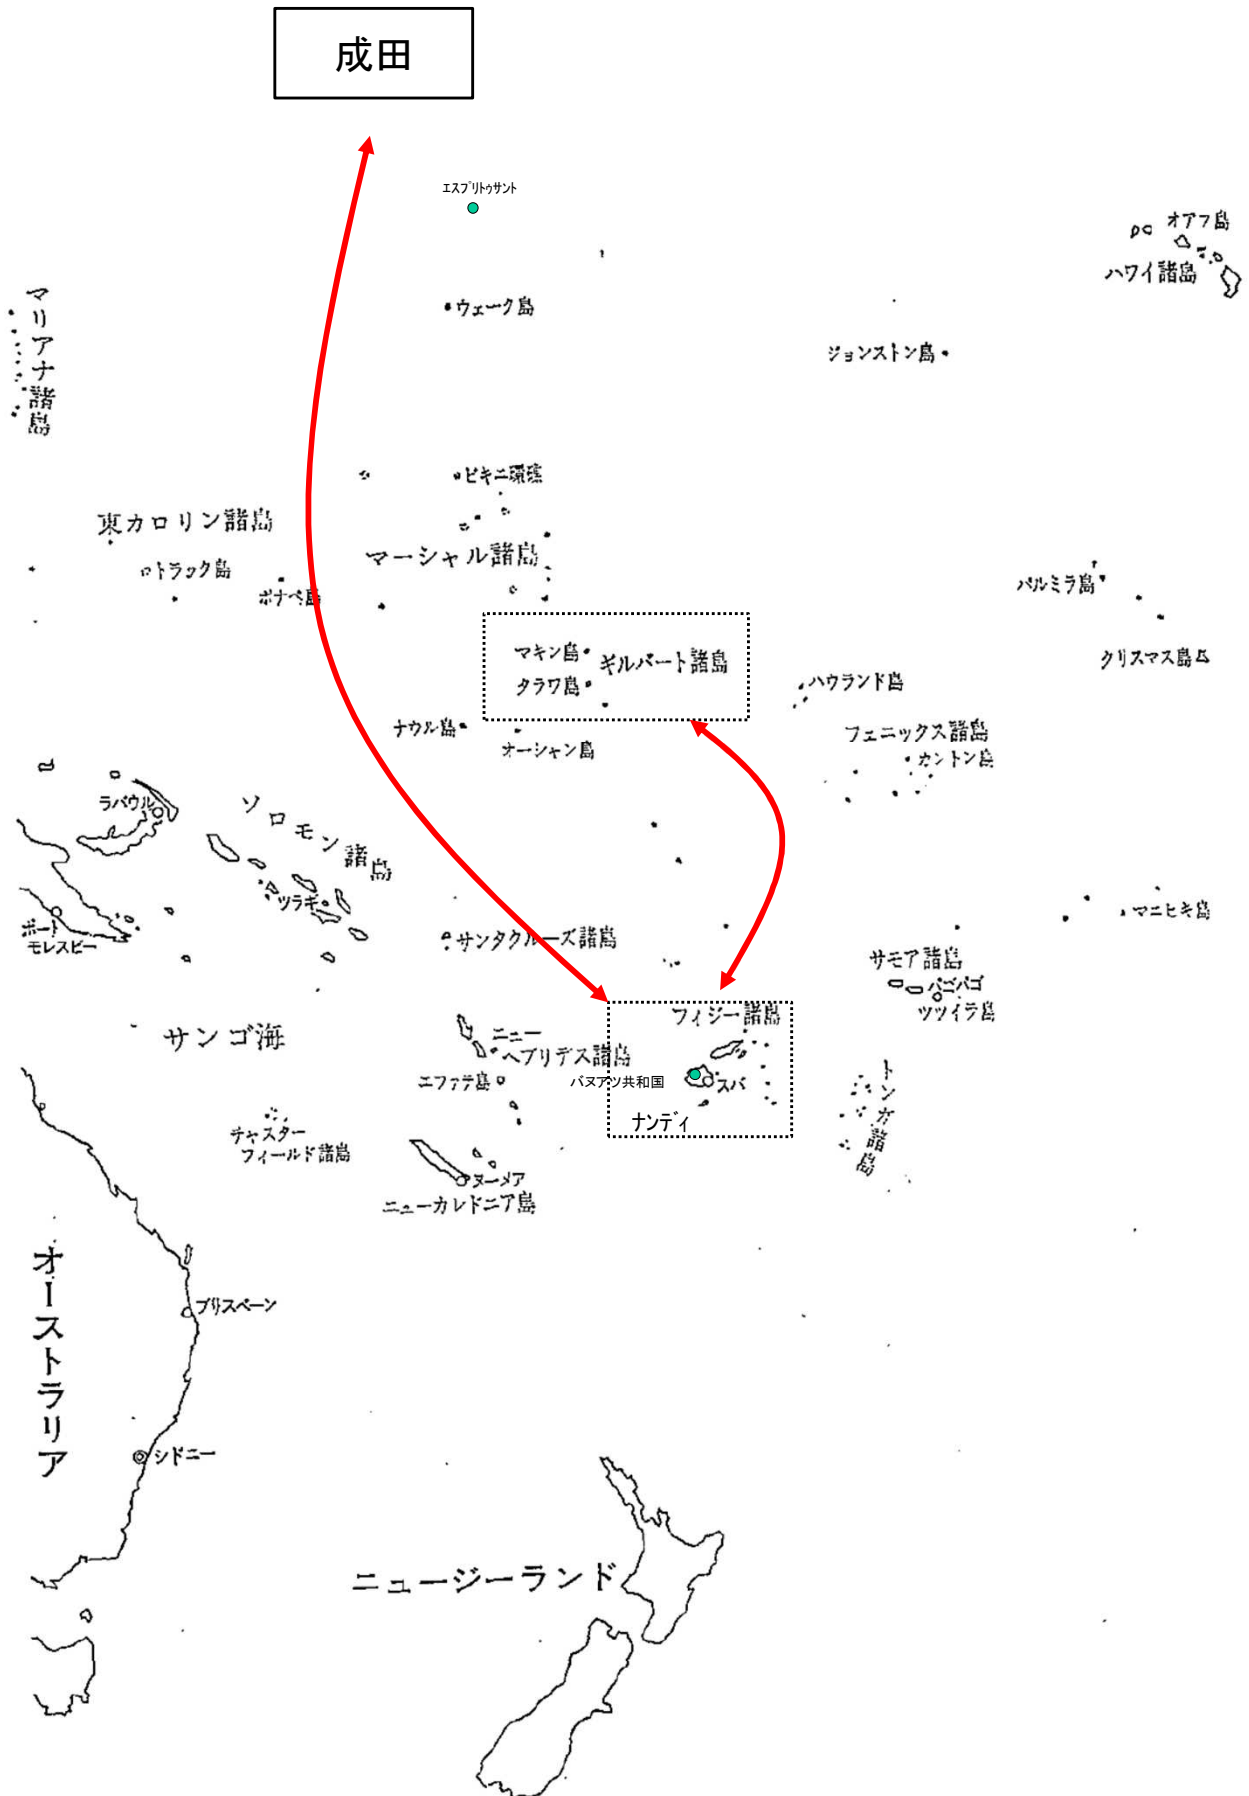 成田
エスプリトゥサント
オアフ島
ハワイ諸島
ウェーク島
マリアナ諸島
ジョンストン島
ビキニ環礁
東カロリン諸島
マーシャル諸島
トラック島
ポナペ島
パルミラ島
クリスマス島
マキン島
ギルバート諸島
タラワ島
ハウランド島
ナウル島
オーシャン島
フェニックス諸島
カントン島
ラバウル
ソロモン諸島
ツラギ
ポート
モレスビー
サンタクルーズ諸島
マニヒキ島
サモア諸島
パゴパゴ
ツツイラ島
フィジー諸島
サンゴ海
ニュー
ヘブリデス諸島
エファテ島
バヌアツ共和国
スバ
ナンディ
トンガ諸島
チャスター
フィールド諸島
ヌーメア
ニューカレドニア島
オーストラリア
ブリスベーン
シドニー
ニュージーランド